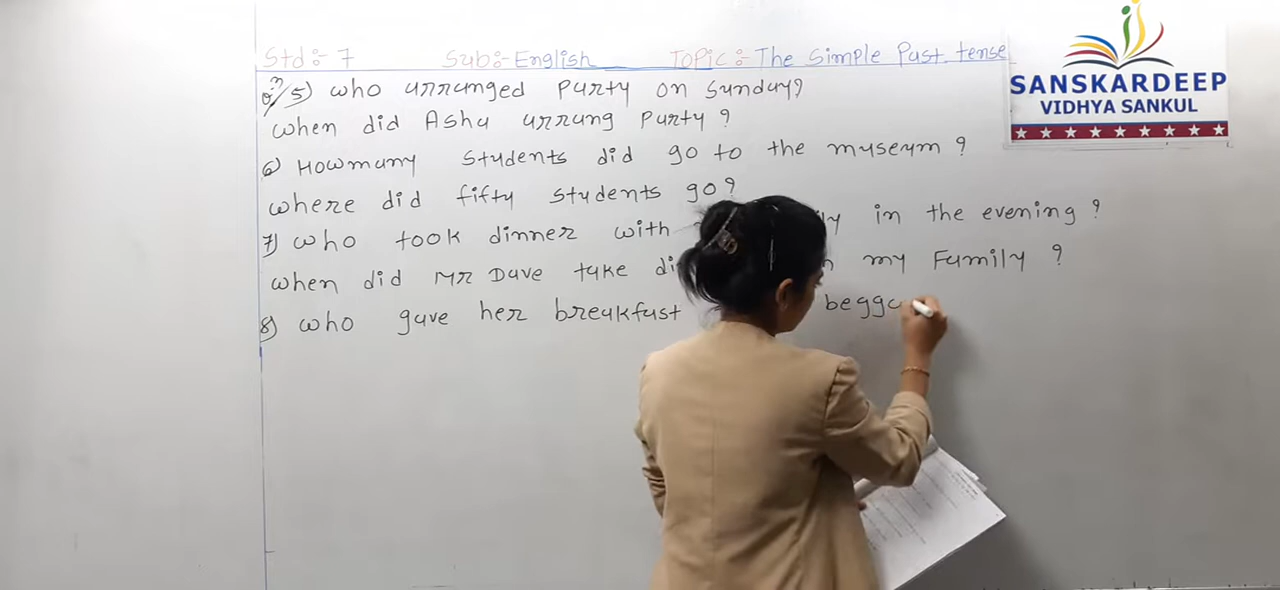 Std:- 7 Sub:- English Topic:- The Simple Past tense
SANSKARDEEP
VIDHYA SANKUL
5) who arranged party on Sunday?
when did Asha arrang party ?
6) Howmany students did go to the museum ?
where did fifty students go?
7) who took dinner with in the evening ?
when did Mr Dave take my Family ?
8) who gave her breakfast